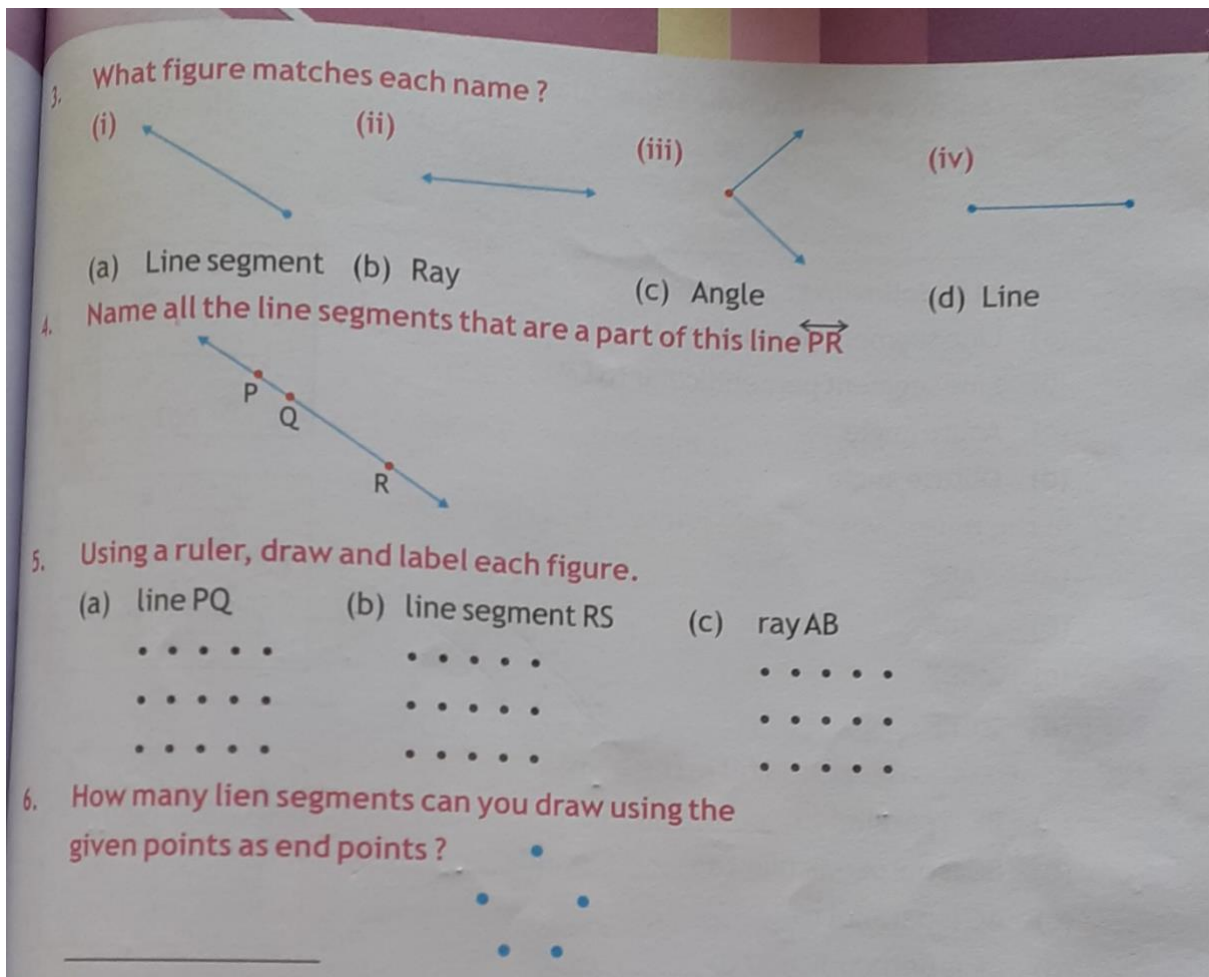 3. What figure matches each name ?
(i) (ii) (iii) (iv)
(a) Line segment (b) Ray (c) Angle (d) Line
4. Name all the line segments that are a part of this line PR
P
Q
R
5. Using a ruler, draw and label each figure.
(a) line PQ (b) line segment RS (c) ray AB
6. How many lien segments can you draw using the
given points as end points ?